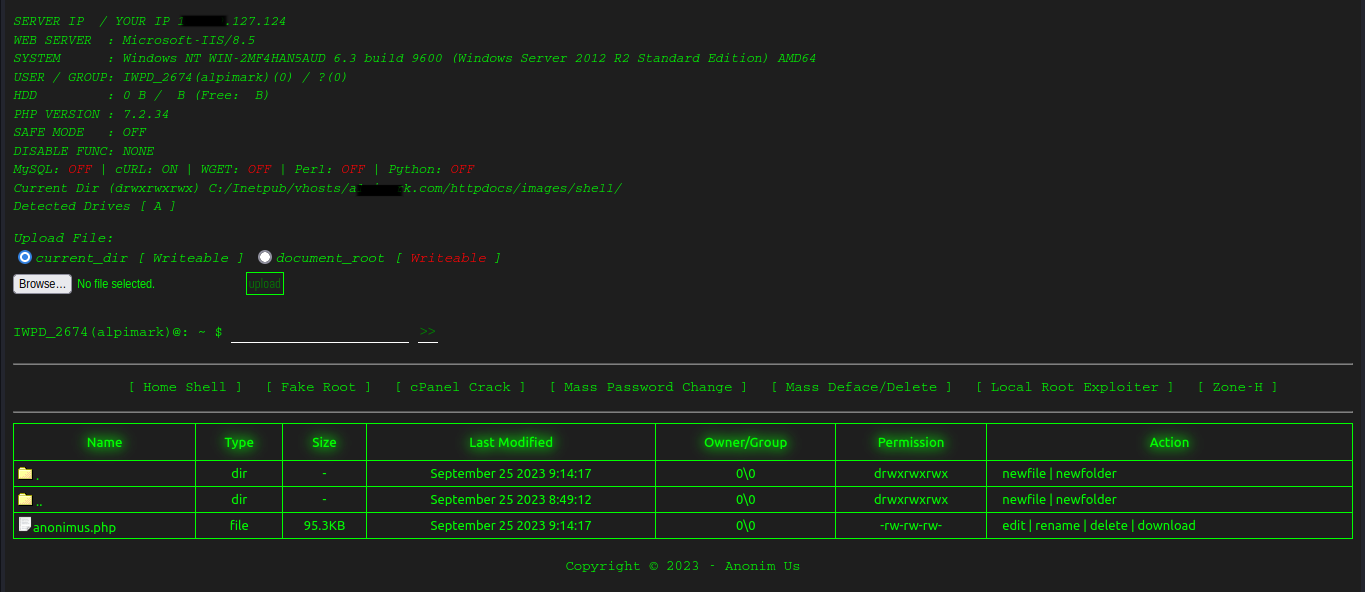 SERVER IP / YOUR IP 1 .127.124
WEB SERVER : Microsoft-IIS/8.5
SYSTEM : Windows NT WIN-2MF4HAN5AUD 6.3 build 9600 (Windows Server 2012 R2 Standard Edition) AMD64
USER / GROUP: IWPD_2674(alpimark)(0) / ?(0)
HDD : 0 B / B (Free: B)
PHP VERSION : 7.2.34
SAFE MODE : OFF
DISABLE FUNC: NONE
MySQL: OFF | cURL: ON | WGET: OFF | Perl: OFF | Python: OFF
Current Dir (drwxrwxrwx) C:/Inetpub/vhosts/a k.com/httpdocs/images/shell/
Detected Drives [ A ]
Upload File:
current_dir [ Writeable ] document_root [ Writeable ]
Browse... No file selected. upload
IWPD_2674(alpimark)@: ~ $ >>
[ Home Shell ] [ Fake Root ] [ cPanel Crack ] [ Mass Password Change ] [ Mass Deface/Delete ] [ Local Root Exploiter ] [ Zone-H ]
Name Type Size Last Modified Owner/Group Permission Action
. dir - September 25 2023 9:14:17 0\0 drwxrwxrwx newfile | newfolder
.. dir - September 25 2023 8:49:12 0\0 drwxrwxrwx newfile | newfolder
anonimus.php file 95.3KB September 25 2023 9:14:17 0\0 -rw-rw-rw- edit | rename | delete | download
Copyright © 2023 - Anonim Us